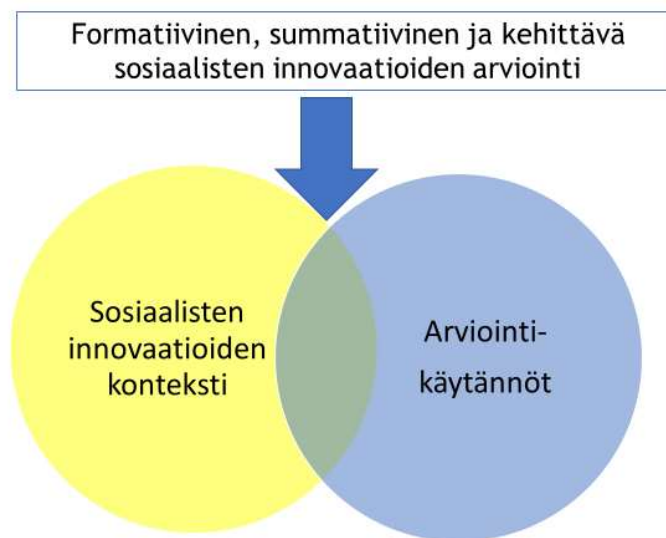 Formatiivinen, summatiivinen ja kehittävä
sosiaalisten innovaatioiden arviointi
Sosiaalisten
innovaatioiden
konteksti
Arviointi-
käytännöt